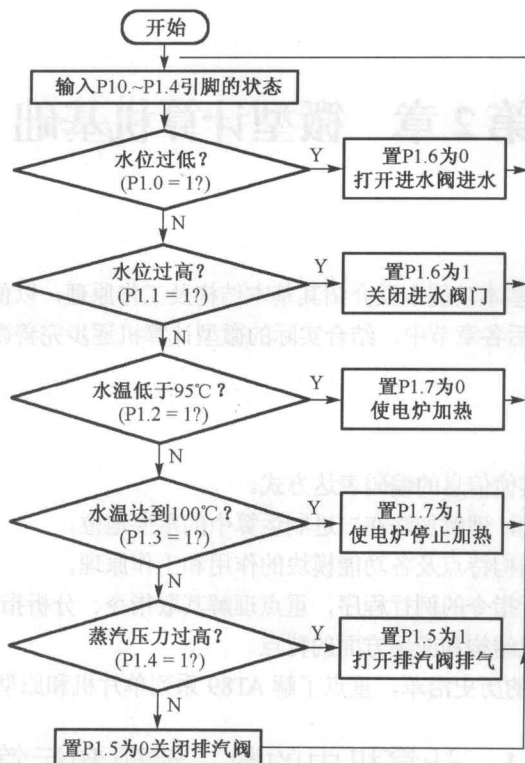 开始
输入P10.~P1.4引脚的状态
水位过低?
(P1.0 = 1?)
Y
置P1.6为0
打开进水阀进水
N
水位过高?
(P1.1 = 1?)
Y
置P1.6为1
关闭进水阀门
N
水温低于95℃?
(P1.2 = 1?)
Y
置P1.7为0
使电炉加热
N
水温达到100℃?
(P1.3 = 1?)
Y
置P1.7为1
使电炉停止加热
N
蒸汽压力过高?
(P1.4 = 1?)
Y
置P1.5为1
打开排汽阀排气
N
置P1.5为0关闭排汽阀